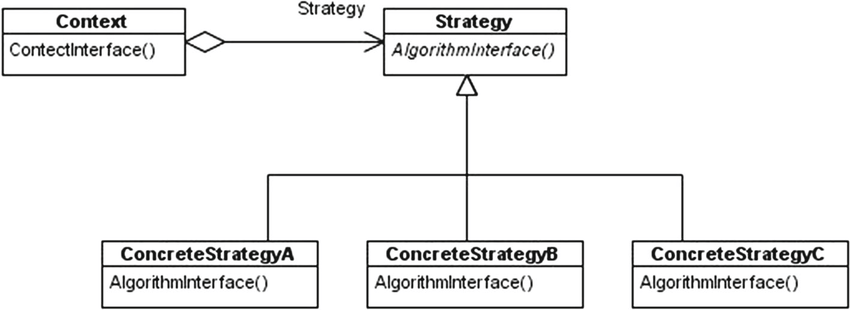 Strategy
Context
Strategy
ContectInterface()
AlgorithmInterface()
ConcreteStrategyA
ConcreteStrategyB
ConcreteStrategyC
AlgorithmInterface()
AlgorithmInterface()
AlgorithmInterface()